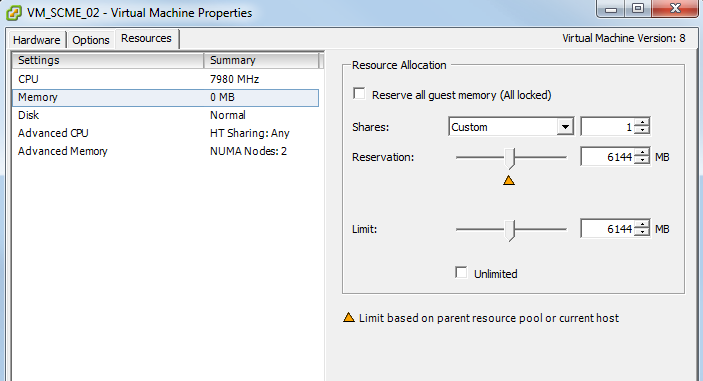 VM_SCME_02 - Virtual Machine Properties
Hardware Options Resources Virtual Machine Version: 8
Settings Summary
CPU 7980 MHz
Memory 0 MB
Disk Normal
Advanced CPU HT Sharing: Any
Advanced Memory NUMA Nodes: 2
Resource Allocation
Reserve all guest memory (All locked)
Shares: Custom 1
Reservation: 6144 MB
Limit: 6144 MB
Unlimited
Limit based on parent resource pool or current host